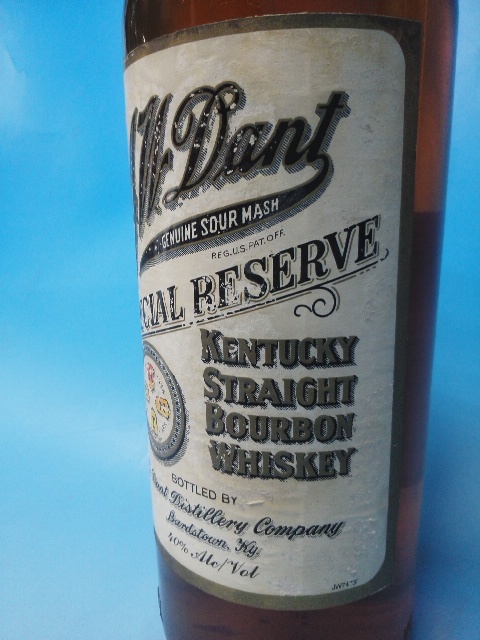 W. Dant
GENUINE SOUR MASH
REG.U.S.PAT.OFF.
CIAL RESERVE
KENTUCKY
STRAIGHT
BOURBON
WHISKEY
BOTTLED BY
Dant Distillery Company
Bardstown, Ky.
40% Alc/Vol